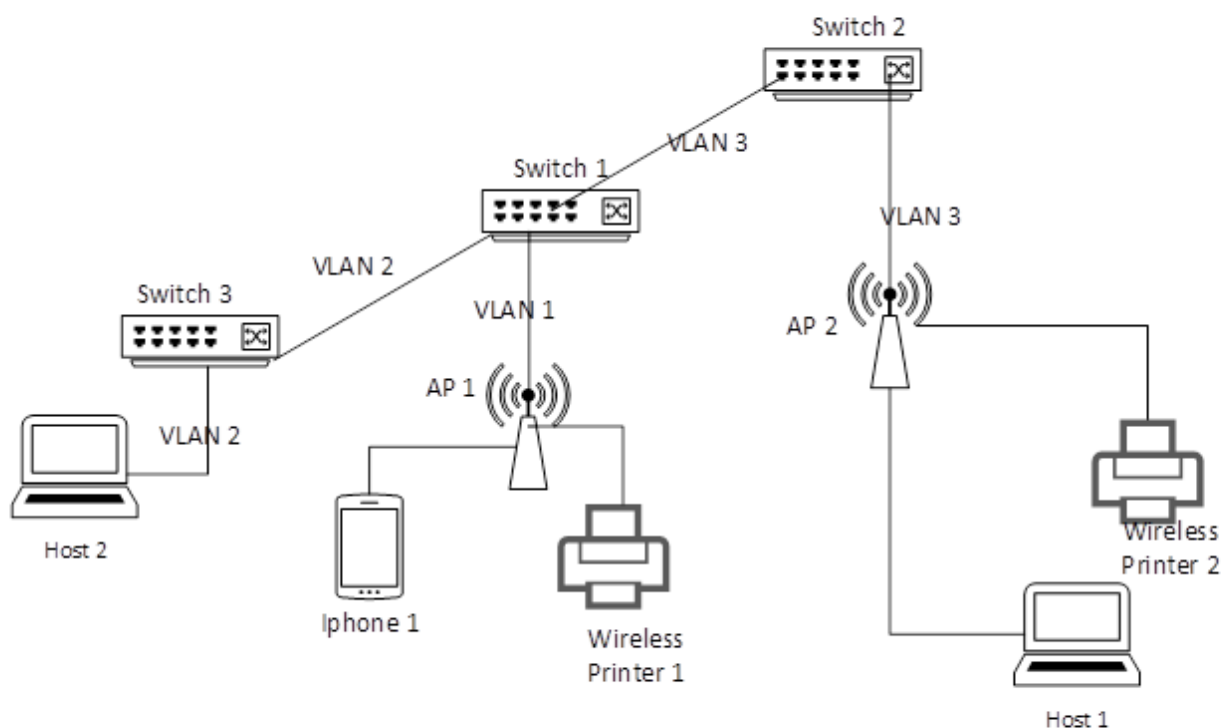 Switch 2
VLAN 3
Switch 1
VLAN 3
VLAN 2
Switch 3
VLAN 1
AP 2
AP 1
VLAN 2
Wireless
Printer 2
Host 2
Iphone 1
Wireless
Printer 1
Host 1